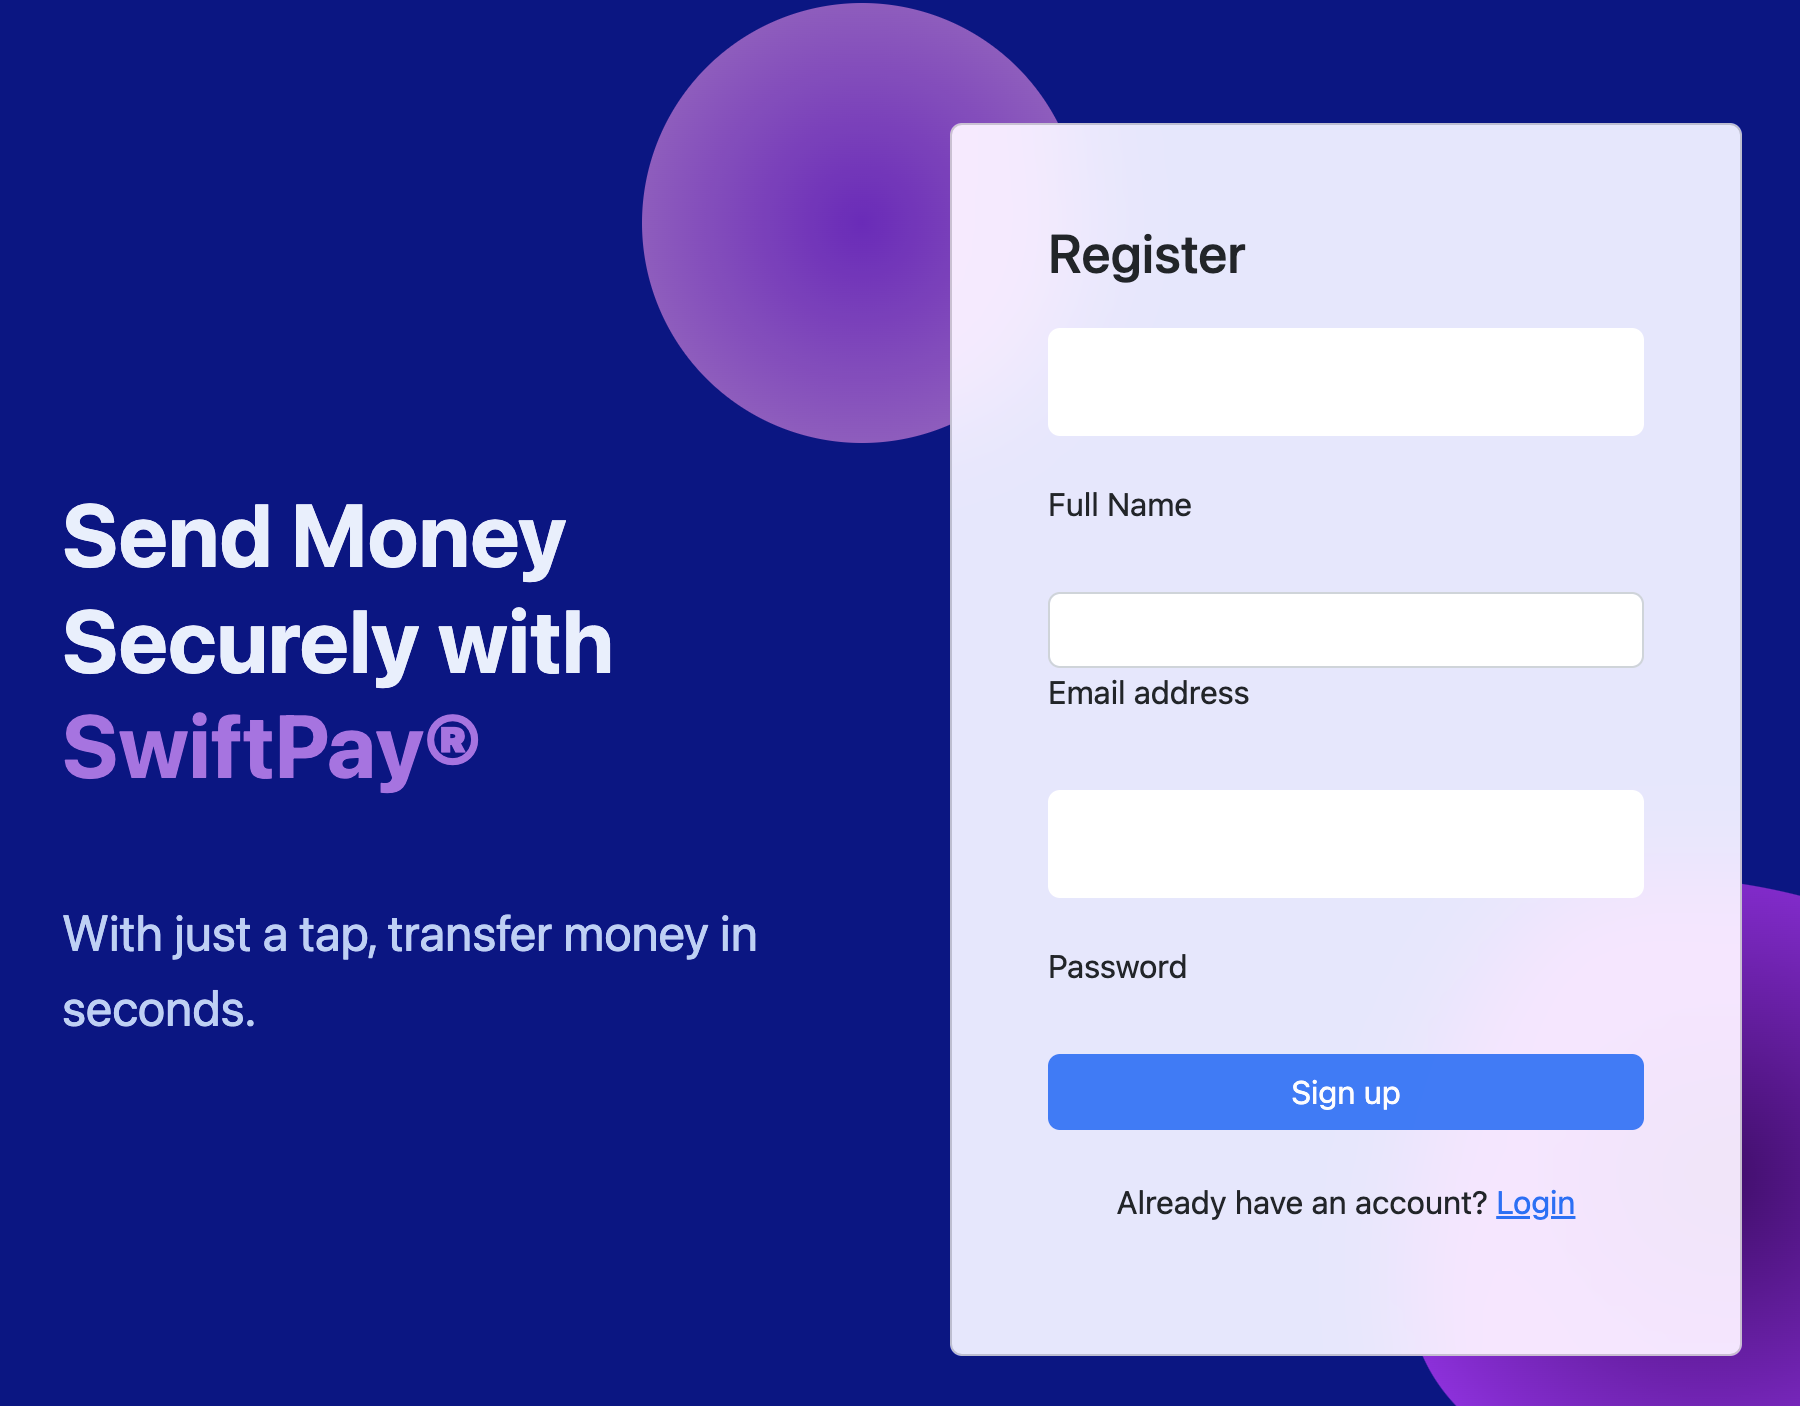 Send Money
Securely with
SwiftPay®
With just a tap, transfer money in
seconds.
Register
Full Name
Email address
Password
Sign up
Already have an account? Login